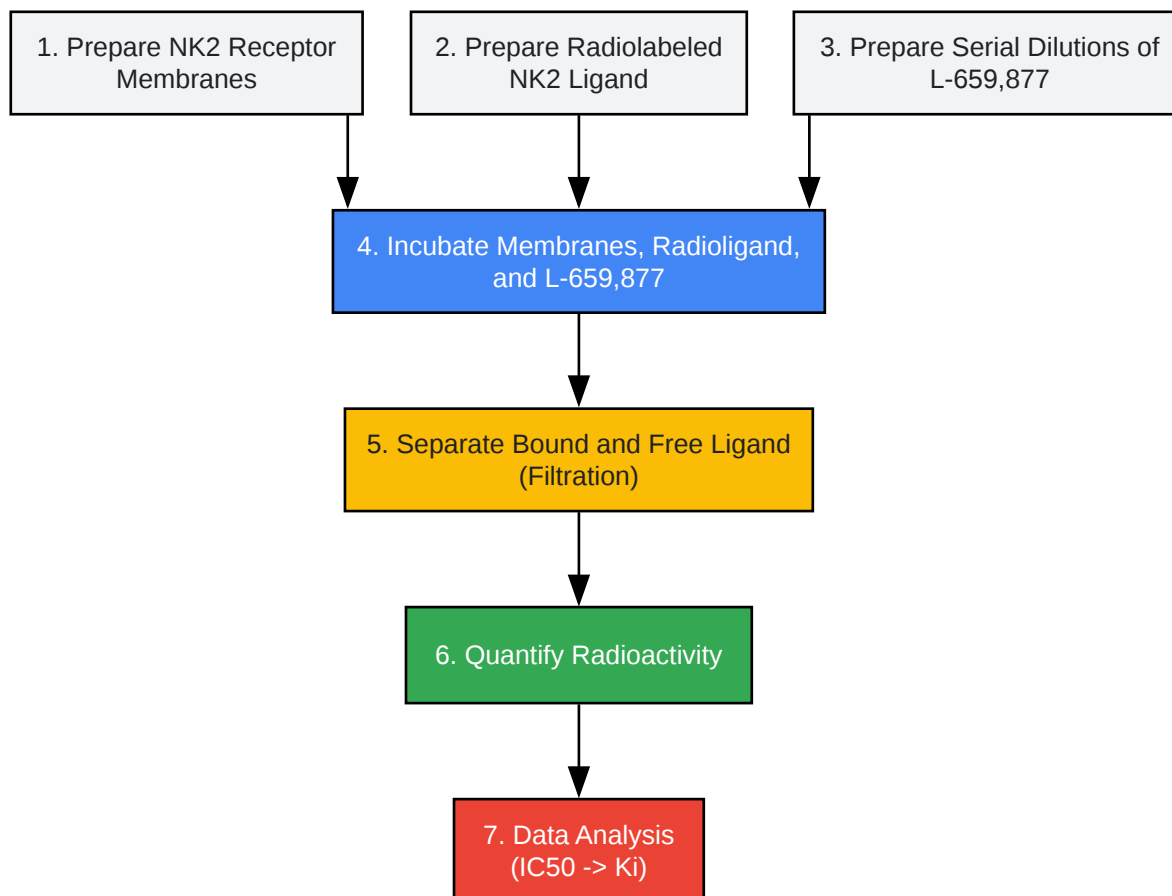 1. Prepare NK2 Receptor
Membranes
2. Prepare Radiolabeled
NK2 Ligand
3. Prepare Serial Dilutions of
L-659,877
4. Incubate Membranes, Radioligand,
and L-659,877
5. Separate Bound and Free Ligand
(Filtration)
6. Quantify Radioactivity
7. Data Analysis
(IC50 -> Ki)